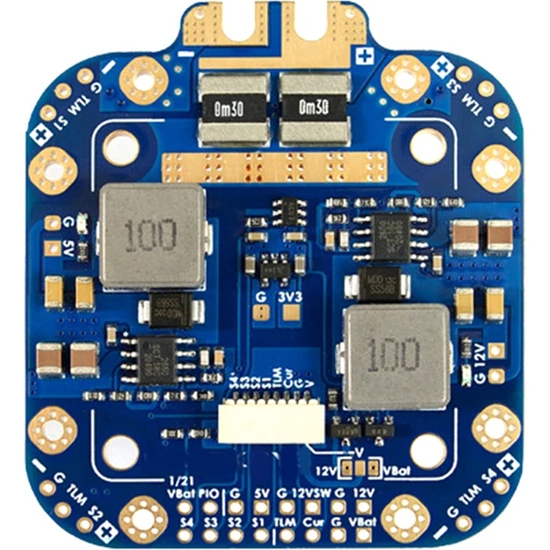 +
G TLM S1
G TLM S3
+
0m30 0m30
+
G
5V
100
G 3V3
100
12V
G
S4
S3
S2
S1
TLM
Cur
G
V
V
12V VBat
1/21
G TLM S2
+
G TLM S4
+
VBat PIO G 5V G 12VSW G 12V
S4 S3 S2 S1 TLM Cur G VBat